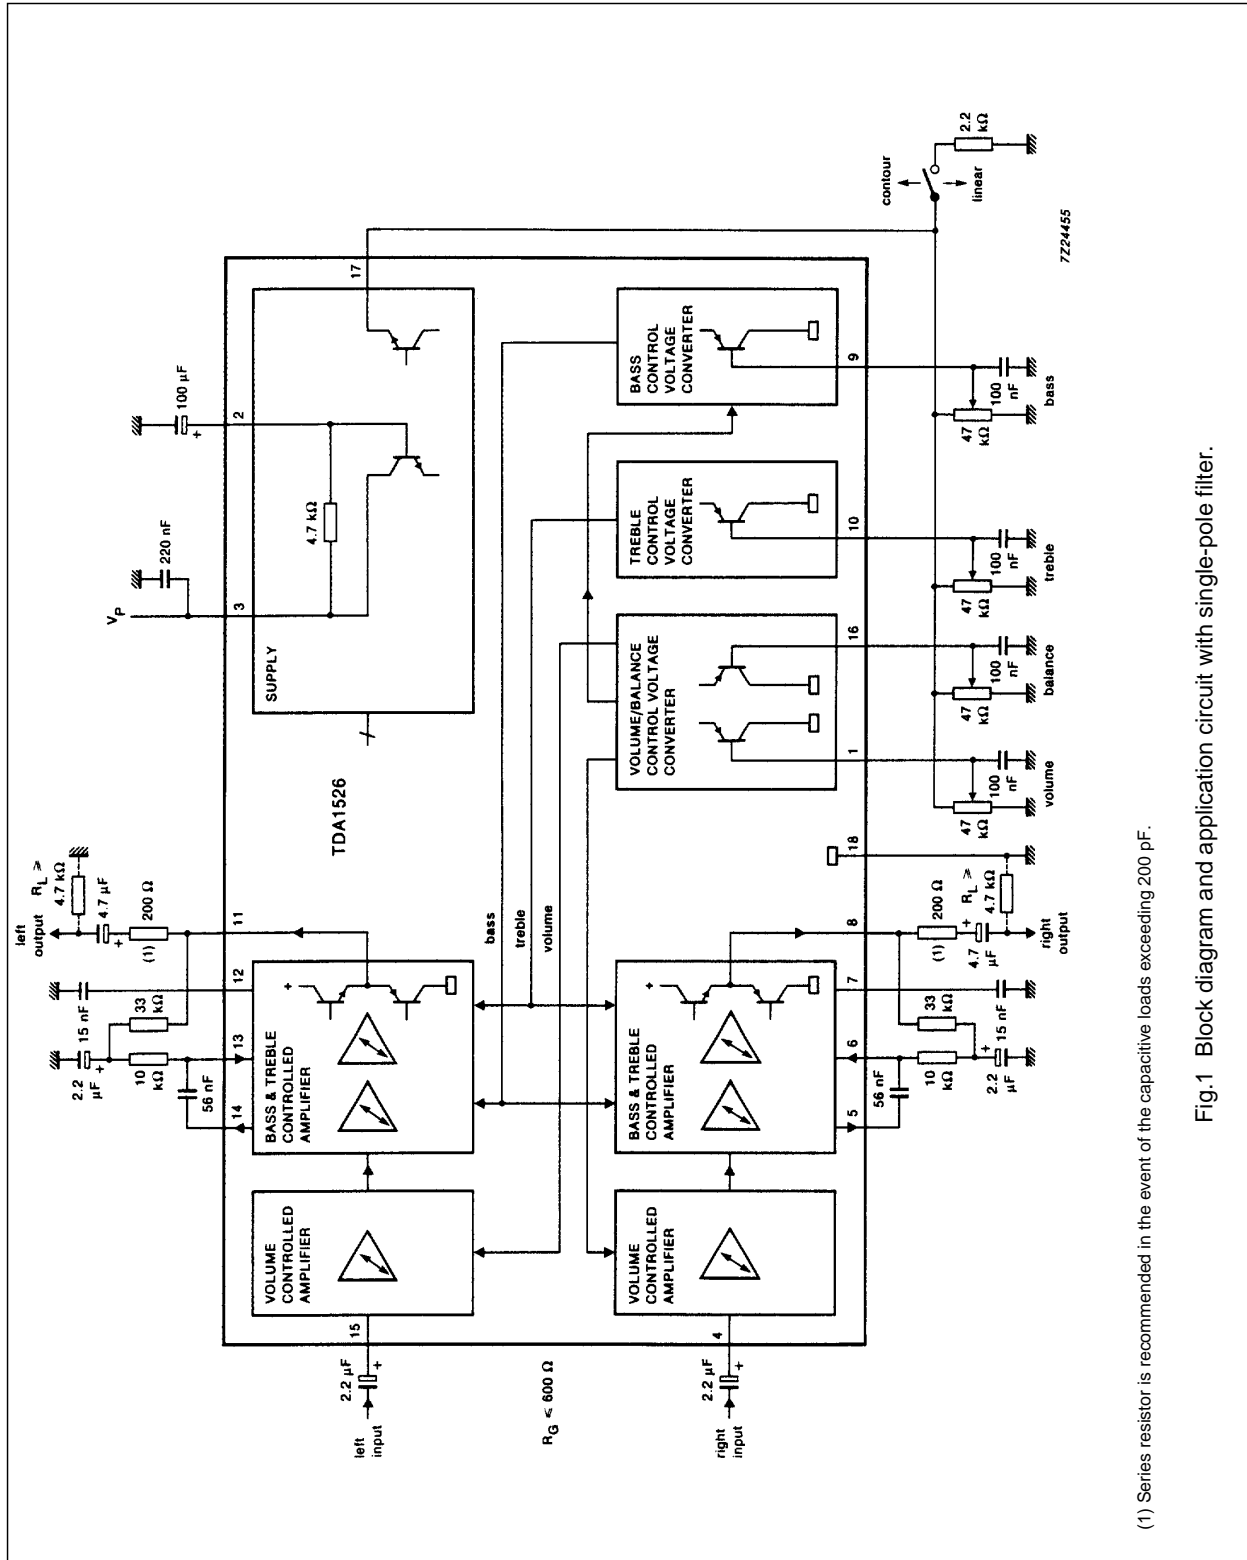 left
output
R_L ≥
4.7 kΩ
4.7 μF
+
200 Ω
(1)
11
12
15 nF
33
kΩ
2.2
μF
+
10
kΩ
13
56 nF
14
V_P
220 nF
3
100 μF
+
2
17
SUPPLY
4.7 kΩ
TDA1526
BASS & TREBLE
CONTROLLED
AMPLIFIER
+
VOLUME
CONTROLLED
AMPLIFIER
15
2.2 μF
+
left
input
R_G ≤ 600 Ω
bass
treble
volume
right
input
2.2 μF
+
4
VOLUME
CONTROLLED
AMPLIFIER
BASS & TREBLE
CONTROLLED
AMPLIFIER
+
VOLUME/BALANCE
CONTROL VOLTAGE
CONVERTER
TREBLE
CONTROL
VOLTAGE
CONVERTER
BASS
CONTROL
VOLTAGE
CONVERTER
5
56 nF
6
10
kΩ
2.2
μF
+
33
kΩ
15 nF
7
8
200 Ω
(1)
+
4.7
μF
R_L ≥
4.7 kΩ
right
output
18
1
47
kΩ
100
nF
volume
16
47
kΩ
100
nF
balance
10
47
kΩ
100
nF
treble
9
47
kΩ
100
nF
bass
contour
linear
2.2
kΩ
7Z24455
(1) Series resistor is recommended in the event of the capacitive loads exceeding 200 pF.
Fig.1 Block diagram and application circuit with single-pole filter.